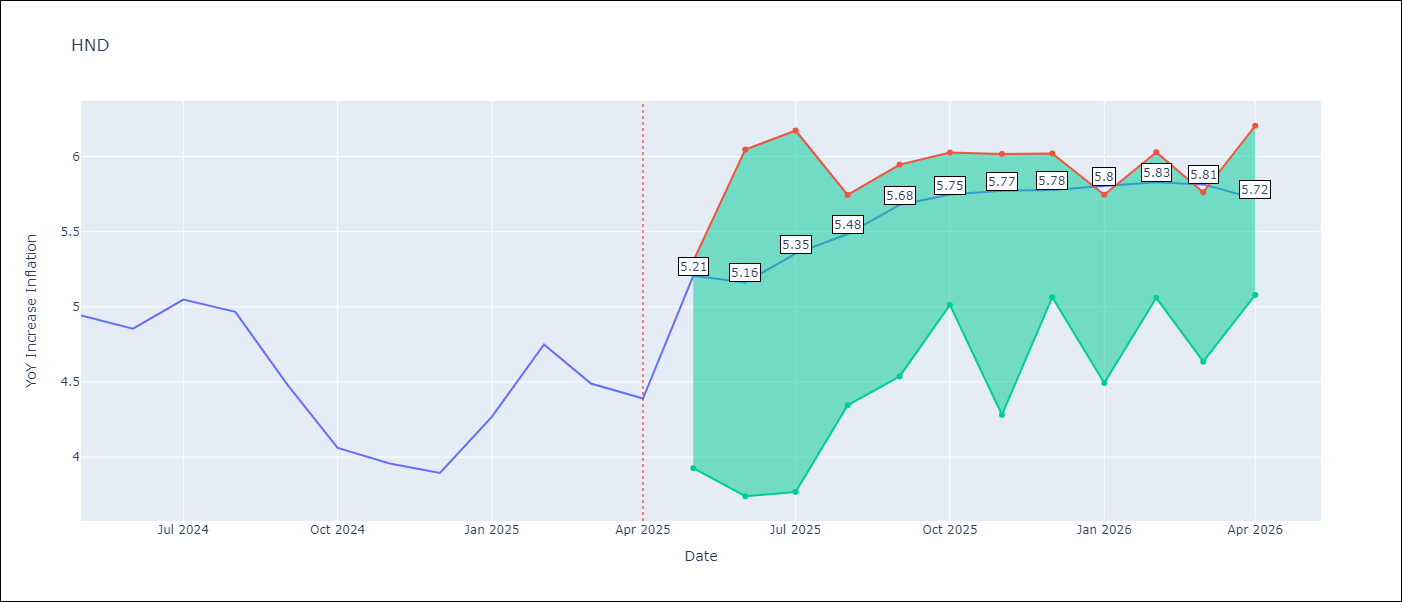 HND
YoY Increase Inflation
6
5.5
5
4.5
4
5.21
5.16
5.35
5.48
5.68
5.75
5.77
5.78
5.8
5.83
5.81
5.72
Jul 2024
Oct 2024
Jan 2025
Apr 2025
Jul 2025
Oct 2025
Jan 2026
Apr 2026
Date